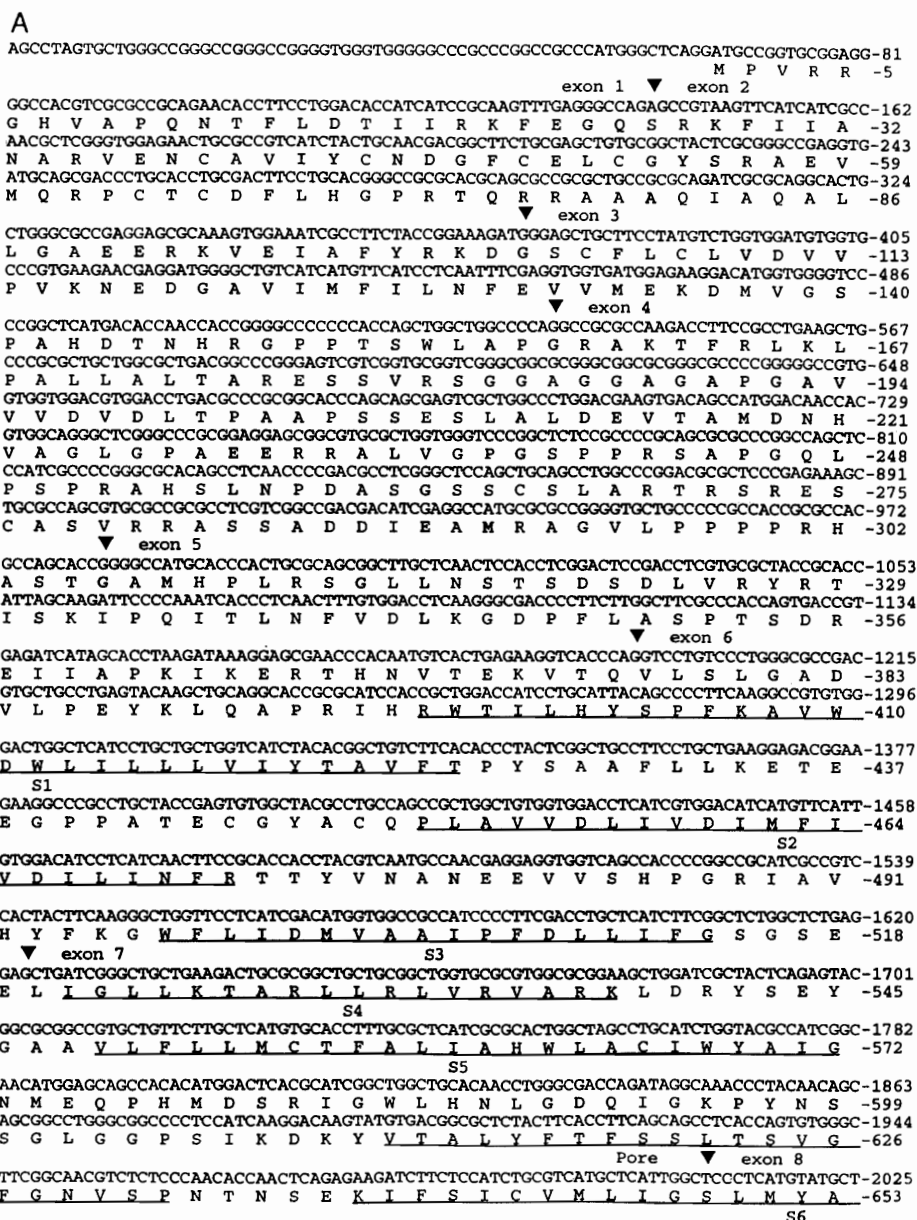 A
AGCCTAGTGCTGGGCCGGGCCGGGCCGGGGTGGGTGGGGGCCCGCCCGGCCGCCCATGGGCTCAGGATGCCGGTGCGGAGG-81
M P V R R -5
exon 1 ▼ exon 2
GGCCACGTCGCGCCGCAGAACACCTTCCTGGACACCATCATCCGCAAGTTTGAGGGCCAGAGCCGTAAGTTCATCATCGCC-162
G H V A P Q N T F L D T I I R K F E G Q S R K F I I A -32
AACGCTCGGGTGGAGAACTGCGCCGTCATCTACTGCAACGACGGCTTCTGCGAGCTGTGCGGCTACTCGCGGGCCGAGGTG-243
N A R V E N C A V I Y C N D G F C E L C G Y S R A E V -59
ATGCAGCGACCCTGCACCTGCGACTTCCTGCACGGGCCGCGCACGCAGCGCCGCGCTGCCGCGCAGATCGCGCAGGCACTG-324
M Q R P C T C D F L H G P R T Q R R A A A Q I A Q A L -86
▼ exon 3
CTGGGCGCCGAGGAGCGCAAAGTGGAAATCGCCTTCTACCGGAAAGATGGGAGCTGCTTCCTATGTCTGGTGGATGTGGTG-405
L G A E E R K V E I A F Y R K D G S C F L C L V D V V -113
CCCGTGAAGAACGAGGATGGGGCTGTCATCATGTTCATCCTCAATTTCGAGGTGGTGATGGAGAAGGACATGGTGGGGTCC-486
P V K N E D G A V I M F I L N F E V V M E K D M V G S -140
▼ exon 4
CCGGCTCATGACACCAACCACCGGGGCCCCCCCACCAGCTGGCTGGCCCCAGGCCGCGCCAAGACCTTCCGCCTGAAGCTG-567
P A H D T N H R G P P T S W L A P G R A K T F R L K L -167
CCCGCGCTGCTGGCGCTGACGGCCCGGGAGTCGTCGGTGCGGTCGGGCGGCGCGGGCGGCGCGGGCGCCCCGGGGGCCGTG-648
P A L L A L T A R E S S V R S G G A G G A G A P G A V -194
GTGGTGGACGTGGACCTGACGCCCGCGGCACCCAGCAGCGAGTCGCTGGCCCTGGACGAAGTGACAGCCATGGACAACCAC-729
V V D V D L T P A A P S S E S L A L D E V T A M D N H -221
GTGGCAGGGCTCGGGCCCGCGGAGGAGCGGCGTGCGCTGGTGGGTCCCGGCTCTCCGCCCCGCAGCGCGCCCGGCCAGCTC-810
V A G L G P A E E R R A L V G P G S P P R S A P G Q L -248
CCATCGCCCCGGGCGCACAGCCTCAACCCCGACGCCTCGGGCTCCAGCTGCAGCCTGGCCCGGACGCGCTCCCGAGAAAGC-891
P S P R A H S L N P D A S G S S C S L A R T R S R E S -275
TGCGCCAGCGTGCGCCGCGCCTCGTCGGCCGACGACATCGAGGCCATGCGCGCCGGGGTGCTGCCCCCGCCACCGCGCCAC-972
C A S V R R A S S A D D I E A M R A G V L P P P P R H -302
▼ exon 5
GCCAGCACCGGGGCCATGCACCCACTGCGCAGCGGCTTGCTCAACTCCACCTCGGACTCCGACCTCGTGCGCTACCGCACC-1053
A S T G A M H P L R S G L L N S T S D S D L V R Y R T -329
ATTAGCAAGATTCCCCAAATCACCCTCAACTTTGTGGACCTCAAGGGCGACCCCTTCTTGGCTTCGCCCACCAGTGACCGT-1134
I S K I P Q I T L N F V D L K G D P F L A S P T S D R -356
▼ exon 6
GAGATCATAGCACCTAAGATAAAGGAGCGAACCCACAATGTCACTGAGAAGGTCACCCAGGTCCTGTCCCTGGGCGCCGAC-1215
E I I A P K I K E R T H N V T E K V T Q V L S L G A D -383
GTGCTGCCTGAGTACAAGCTGCAGGCACCGCGCATCCACCGCTGGACCATCCTGCATTACAGCCCCTTCAAGGCCGTGTGG-1296
V L P E Y K L Q A P R I H R W T I L H Y S P F K A V W -410
GACTGGCTCATCCTGCTGCTGGTCATCTACACGGCTGTCTTCACACCCTACTCGGCTGCCTTCCTGCTGAAGGAGACGGAA-1377
D W L I L L L V I Y T A V F T P Y S A A F L L K E T E -437
S1
GAAGGCCCGCCTGCTACCGAGTGTGGCTACGCCTGCCAGCCGCTGGCTGTGGTGGACCTCATCGTGGACATCATGTTCATT-1458
E G P P A T E C G Y A C Q P L A V V D L I V D I M F I -464
S2
GTGGACATCCTCATCAACTTCCGCACCACCTACGTCAATGCCAACGAGGAGGTGGTCAGCCACCCCGGCCGCATCGCCGTC-1539
V D I L I N F R T T Y V N A N E E V V S H P G R I A V -491
CACTACTTCAAGGGCTGGTTCCTCATCGACATGGTGGCCGCCATCCCCTTCGACCTGCTCATCTTCGGCTCTGGCTCTGAG-1620
H Y F K G W F L I D M V A A I P F D L L I F G S G S E -518
▼ exon 7 S3
GAGCTGATCGGGCTGCTGAAGACTGCGCGGCTGCTGCGGCTGGTGCGCGTGGCGCGGAAGCTGGATCGCTACTCAGAGTAC-1701
E L I G L L K T A R L L R L V R V A R K L D R Y S E Y -545
S4
GGCGCGGCCGTGCTGTTCTTGCTCATGTGCACCTTTGCGCTCATCGCGCACTGGCTAGCCTGCATCTGGTACGCCATCGGC-1782
G A A V L F L L M C T F A L I A H W L A C I W Y A I G -572
S5
AACATGGAGCAGCCACACATGGACTCACGCATCGGCTGGCTGCACAACCTGGGCGACCAGATAGGCAAACCCTACAACAGC-1863
N M E Q P H M D S R I G W L H N L G D Q I G K P Y N S -599
AGCGGCCTGGGCGGCCCCTCCATCAAGGACAAGTATGTGACGGCGCTCTACTTCACCTTCAGCAGCCTCACCAGTGTGGGC-1944
S G L G G P S I K D K Y V T A L Y F T F S S L T S V G -626
Pore ▼ exon 8
TTCGGCAACGTCTCTCCCAACACCAACTCAGAGAAGATCTTCTCCATCTGCGTCATGCTCATTGGCTCCCTCATGTATGCT-2025
F G N V S P N T N S E K I F S I C V M L I G S L M Y A -653
S6